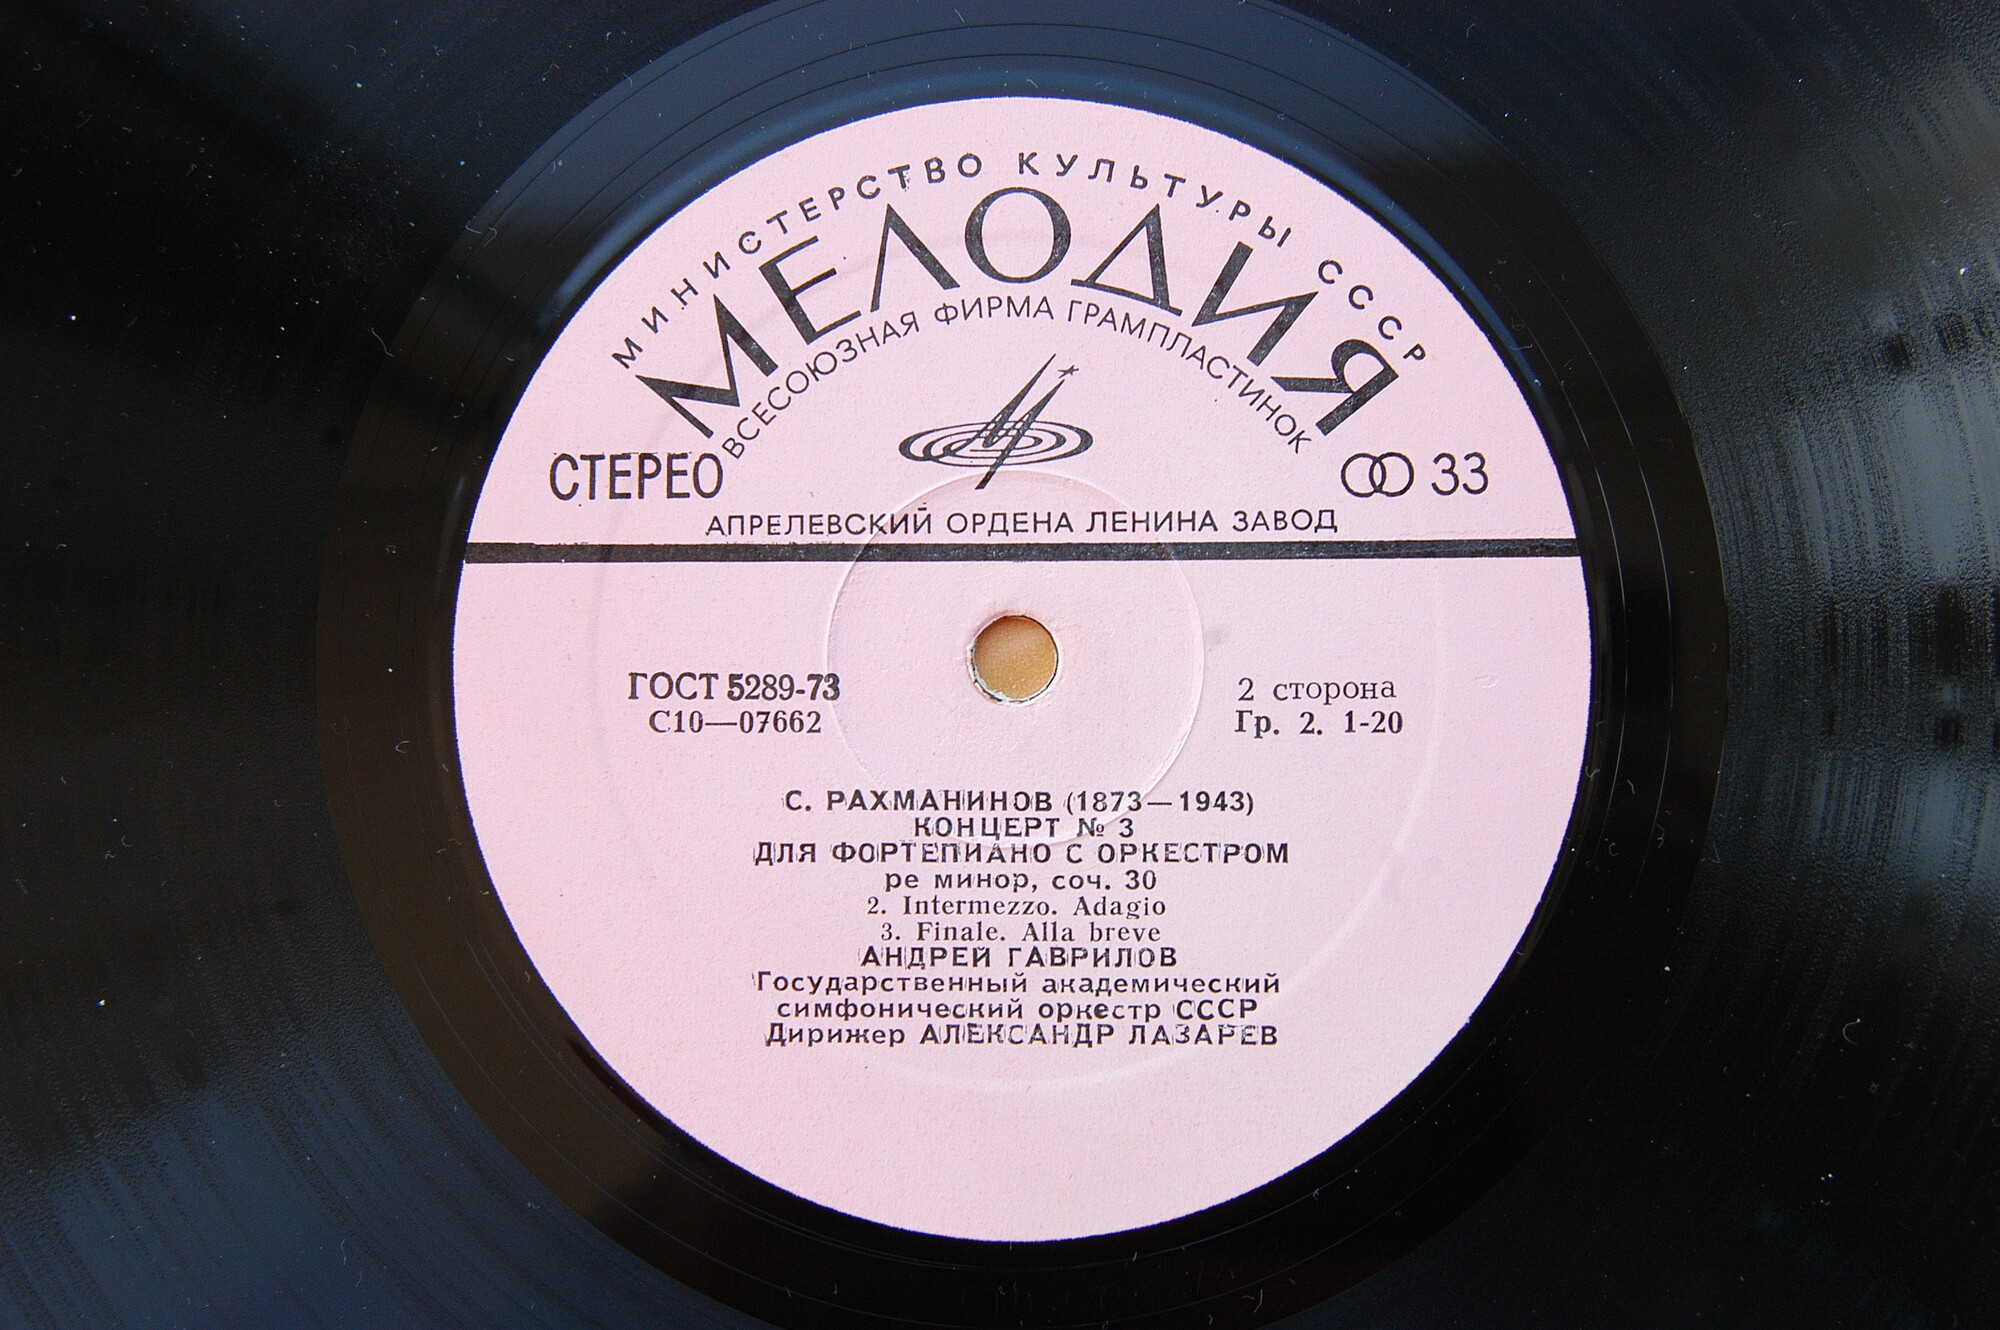 МИНИСТЕРСТВО КУЛЬТУРЫ СССР
МЕЛОДИЯ
ВСЕСОЮЗНАЯ ФИРМА ГРАМПЛАСТИНОК
СТЕРЕО
33
АПРЕЛЕВСКИЙ ОРДЕНА ЛЕНИНА ЗАВОД
ГОСТ 5289-73
С10—07662
2 сторона
Гр. 2. 1-20
С. РАХМАНИНОВ (1873—1943)
КОНЦЕРТ № 3
ДЛЯ ФОРТЕПИАНО С ОРКЕСТРОМ
ре минор, соч. 30
2. Intermezzo. Adagio
3. Finale. Alla breve
АНДРЕЙ ГАВРИЛОВ
Государственный академический
симфонический оркестр СССР
Дирижер АЛЕКСАНДР ЛАЗАРЕВ